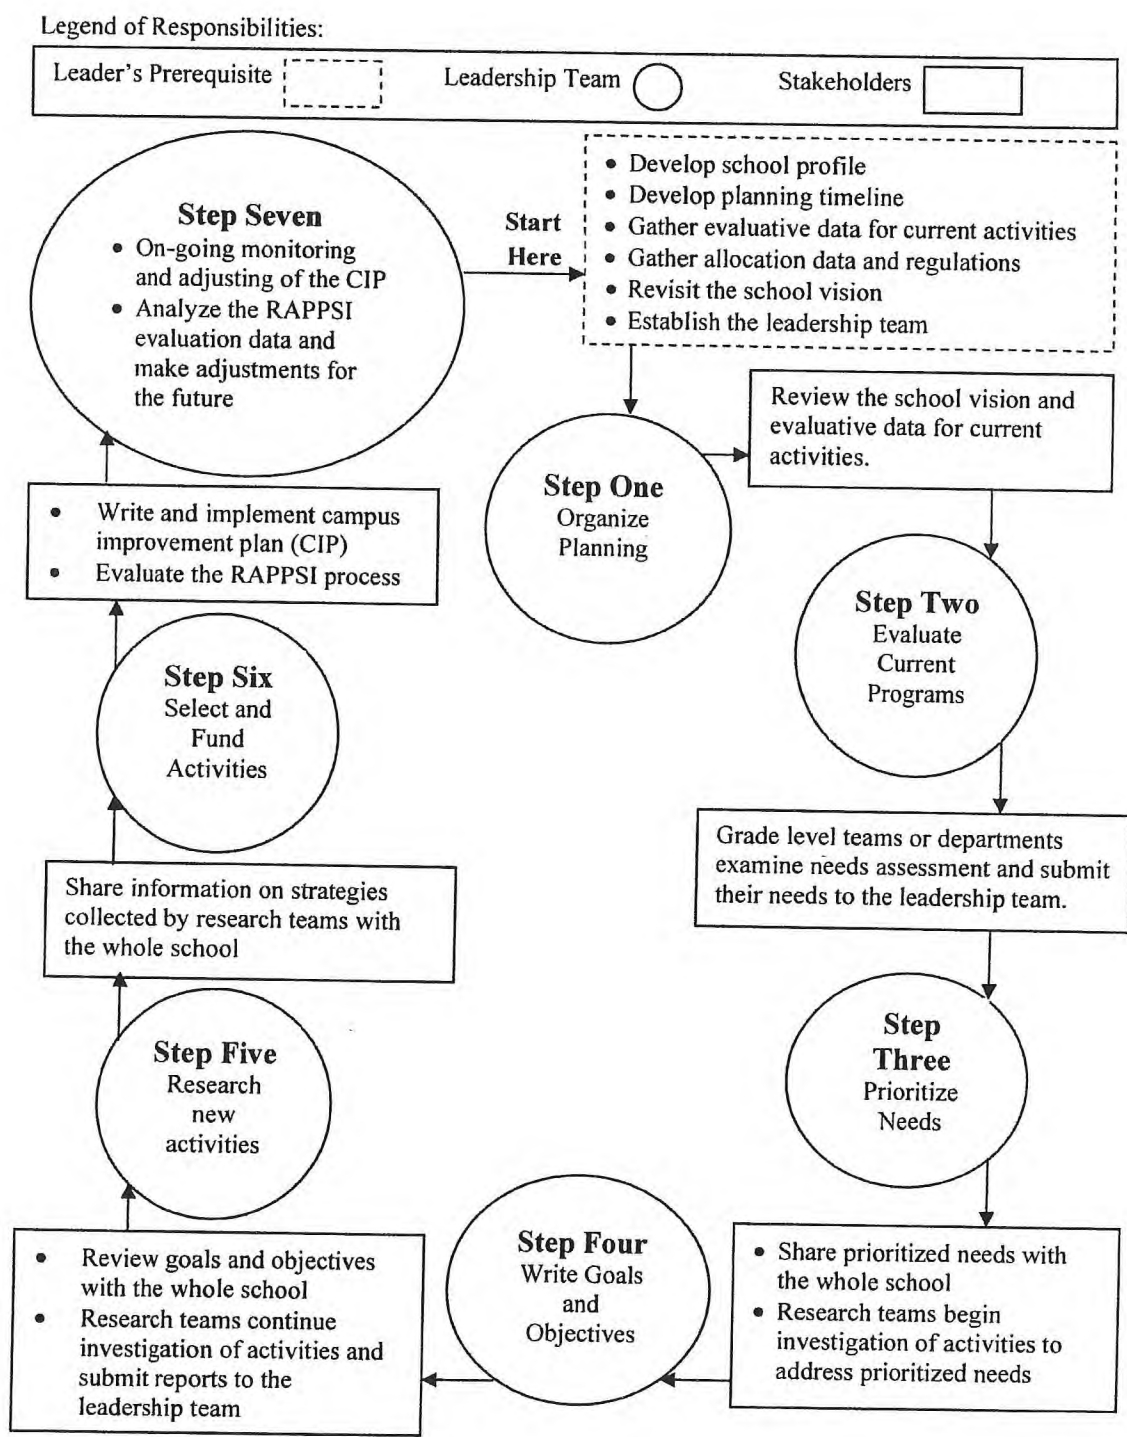 Legend of Responsibilities:
Leader's Prerequisite
Leadership Team
Stakeholders
Start
Here
• Develop school profile
• Develop planning timeline
• Gather evaluative data for current activities
• Gather allocation data and regulations
• Revisit the school vision
• Establish the leadership team
Step One
Organize
Planning
Review the school vision and
evaluative data for current
activities.
Step Two
Evaluate
Current
Programs
Grade level teams or departments
examine needs assessment and submit
their needs to the leadership team.
Step
Three
Prioritize
Needs
• Share prioritized needs with
the whole school
• Research teams begin
investigation of activities to
address prioritized needs
Step Four
Write Goals
and
Objectives
• Review goals and objectives
with the whole school
• Research teams continue
investigation of activities and
submit reports to the
leadership team
Step Five
Research
new
activities
Share information on strategies
collected by research teams with
the whole school
Step Six
Select and
Fund
Activities
• Write and implement campus
improvement plan (CIP)
• Evaluate the RAPPSI process
Step Seven
• On-going monitoring
and adjusting of the CIP
• Analyze the RAPPSI
evaluation data and
make adjustments for
the future